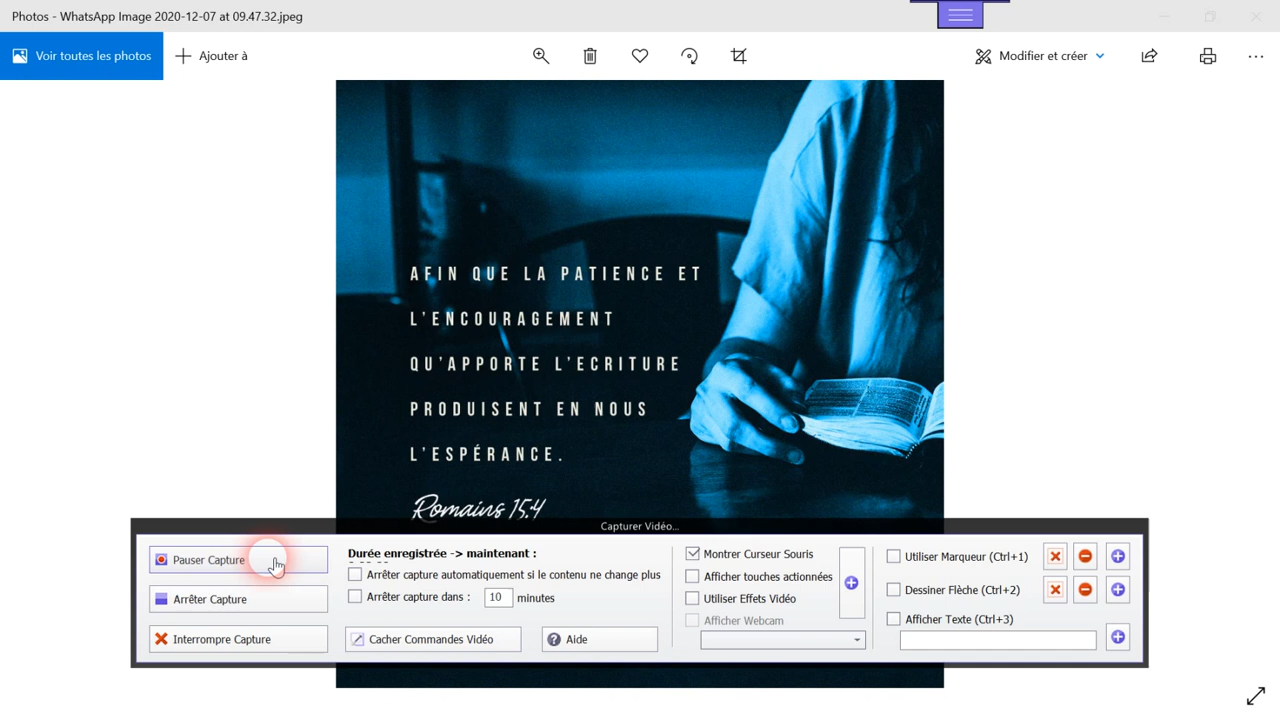 Photos - WhatsApp Image 2020-12-07 at 09.47.32.jpeg
Voir toutes les photos
Ajouter à
Modifier et créer
AFIN QUE LA PATIENCE ET
L'ENCOURAGEMENT
QU'APPORTE L'ECRITURE
PRODUISENT EN NOUS
L'ESPÉRANCE.
Romains 15:4
Capturer Vidéo...
Pauser Capture
Arrêter Capture
Interrompre Capture
Durée enregistrée -> maintenant :
Arrêter capture automatiquement si le contenu ne change plus
Arrêter capture dans : 10 minutes
Cacher Commandes Vidéo
Aide
Montrer Curseur Souris
Afficher touches actionnées
Utiliser Effets Vidéo
Afficher Webcam
Utiliser Marqueur (Ctrl+1)
Dessiner Flèche (Ctrl+2)
Afficher Texte (Ctrl+3)